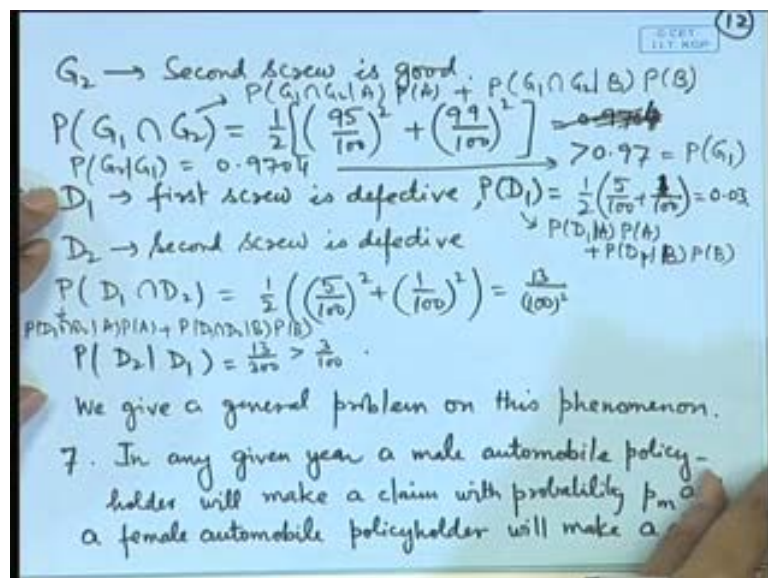 12
G₂ → Second screw is good.
P(G₁∩G₂|A) P(A) + P(G₁∩G₂|B) P(B)
P(G₁ ∩ G₂) = 1/2 [(95/100)² + (99/100)²] =
P(G₂|G₁) = 0.9704 → > 0.97 = P(G₁)
D₁ → first screw is defective, P(D₁) = 1/2 (5/100 + 1/100) = 0.03
D₂ → Second screw is defective
P(D₁|A) P(A)
+ P(D₁|B) P(B)
P(D₁ ∩ D₂) = 1/2 ((5/100)² + (1/100)²) = 13/(100)²
P(D₁∩D₂|A)P(A) + P(D₁∩D₂|B)P(B)
P(D₂|D₁) = 13/300 > 3/100 .
We give a general problem on this phenomenon.
7. In any given year a male automobile policy-
holder will make a claim with probability pₘ a
a female automobile policyholder will make a